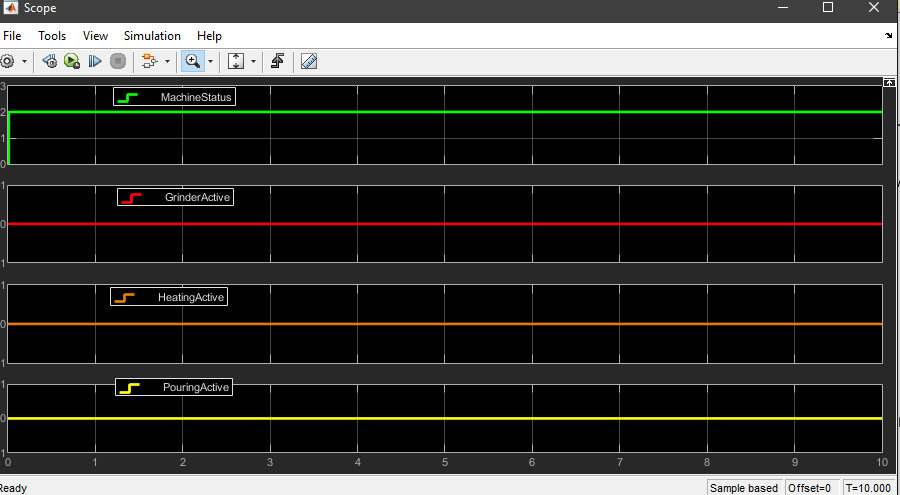 Scope
File Tools View Simulation Help
3
MachineStatus
2
1
0
1
GrinderActive
0
1
1
HeatingActive
0
1
1
PouringActive
0
1
0 1 2 3 4 5 6 7 8 9 10
Ready Sample based Offset=0 T=10.000